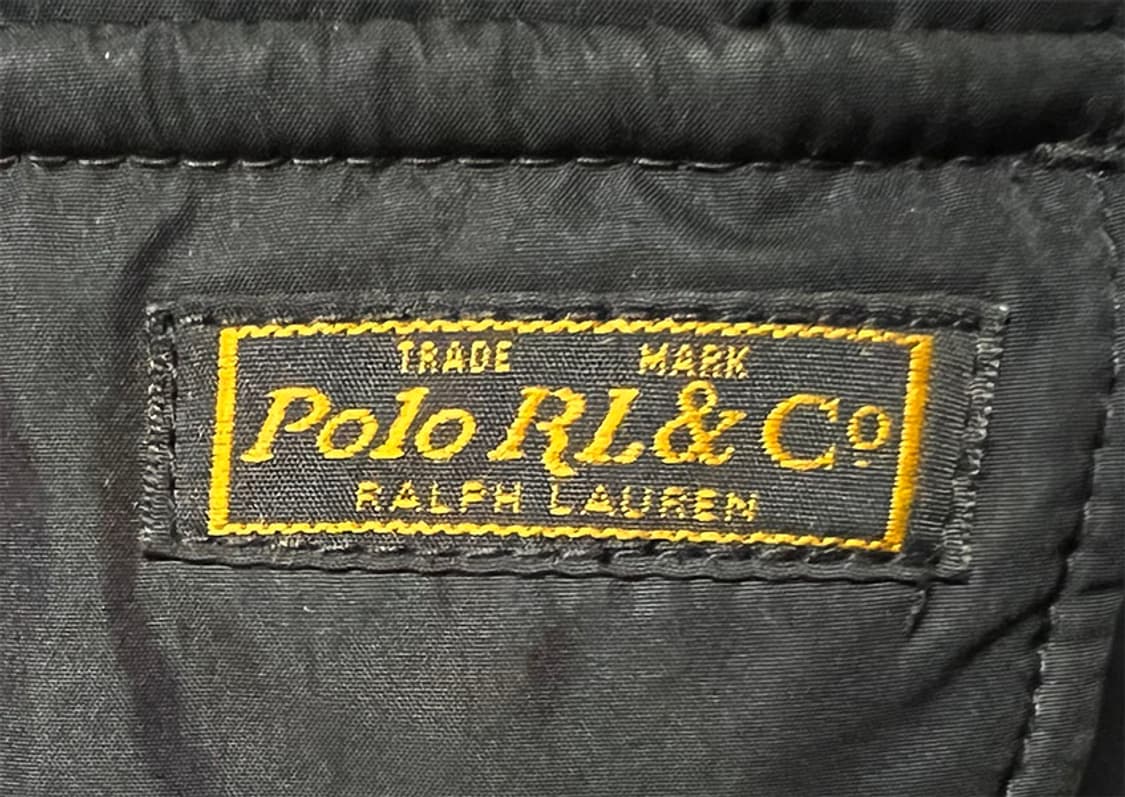 TRADE MARK
Polo RL & Co
RALPH LAUREN